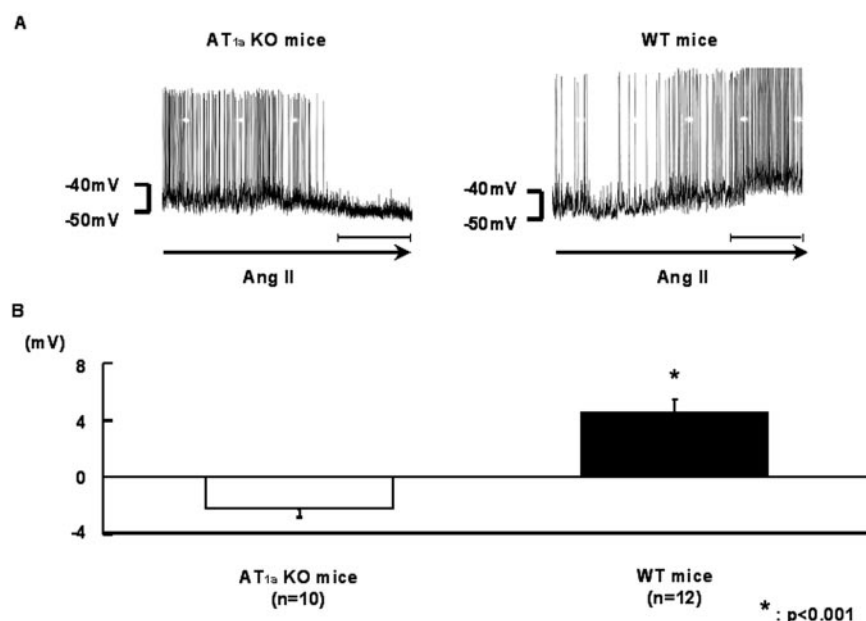 A
AT1a KO mice
WT mice
-40mV
-50mV
-40mV
-50mV
Ang II
Ang II
B
(mV)
8
4
0
-4
*
AT1a KO mice
(n=10)
WT mice
(n=12)
* : p<0.001